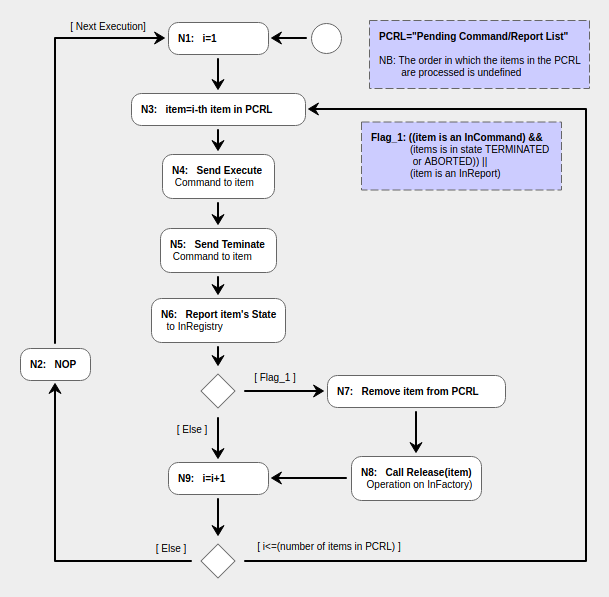 [ Next Execution]
N1: i=1
PCRL="Pending Command/Report List"
NB: The order in which the items in the PCRL
are processed is undefined
N3: item=i-th item in PCRL
Flag_1: ((item is an InCommand) &&
(items in state TERMINATED
or ABORTED)) ||
(item is an InReport)
N4: Send Execute
Command to item
N5: Send Teminate
Command to item
N6: Report item's State
to InRegistry
N2: NOP
[ Flag_1 ]
N7: Remove item from PCRL
[ Else ]
N9: i=i+1
N8: Call Release(item)
Operation on InFactory)
[ Else ]
[ i<=(number of items in PCRL) ]